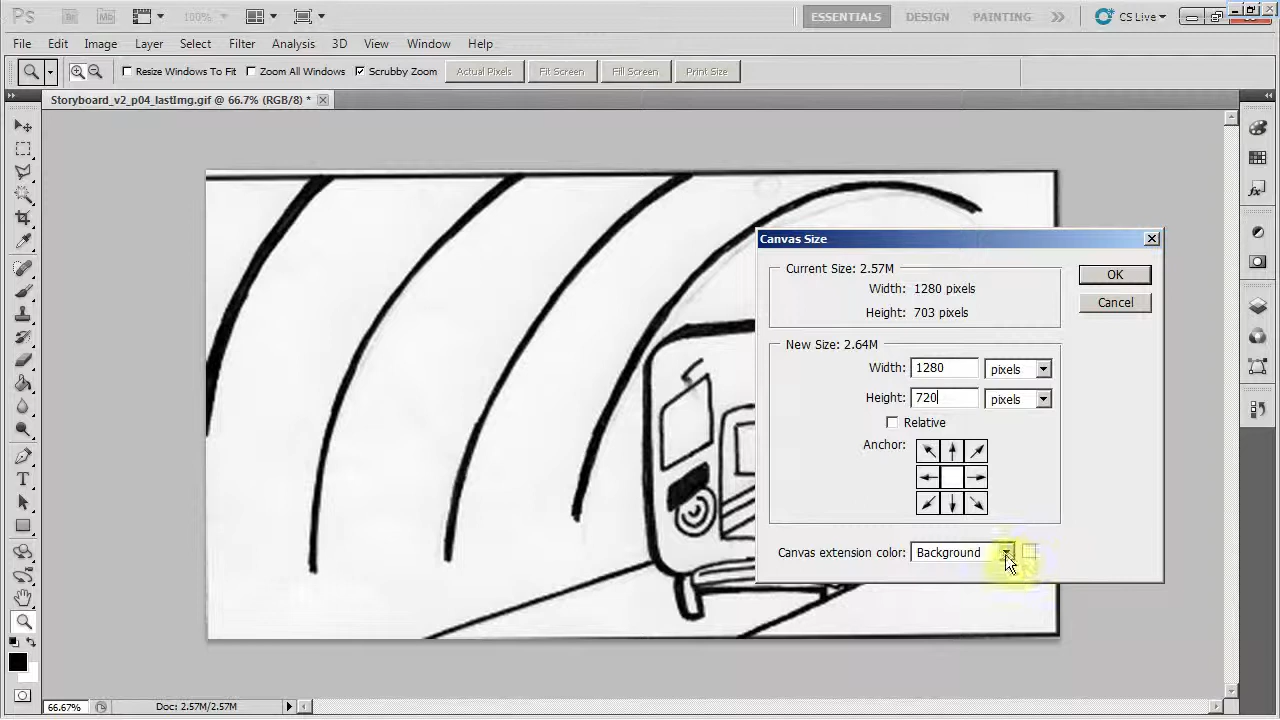 Ps Br Mb 100% ESSENTIALS DESIGN PAINTING CS Live
File Edit Image Layer Select Filter Analysis 3D View Window Help
Resize Windows To Fit Zoom All Windows Scrubby Zoom Actual Pixels Fit Screen Fill Screen Print Size
Storyboard_v2_p04_lastImg.gif @ 66.7% (RGB/8) *
Canvas Size
Current Size: 2.57M
Width: 1280 pixels
Height: 703 pixels
OK
Cancel
New Size: 2.64M
Width: 1280 pixels
Height: 720 pixels
Relative
Anchor:
Canvas extension color: Background
66.67% Doc: 2.57M/2.57M